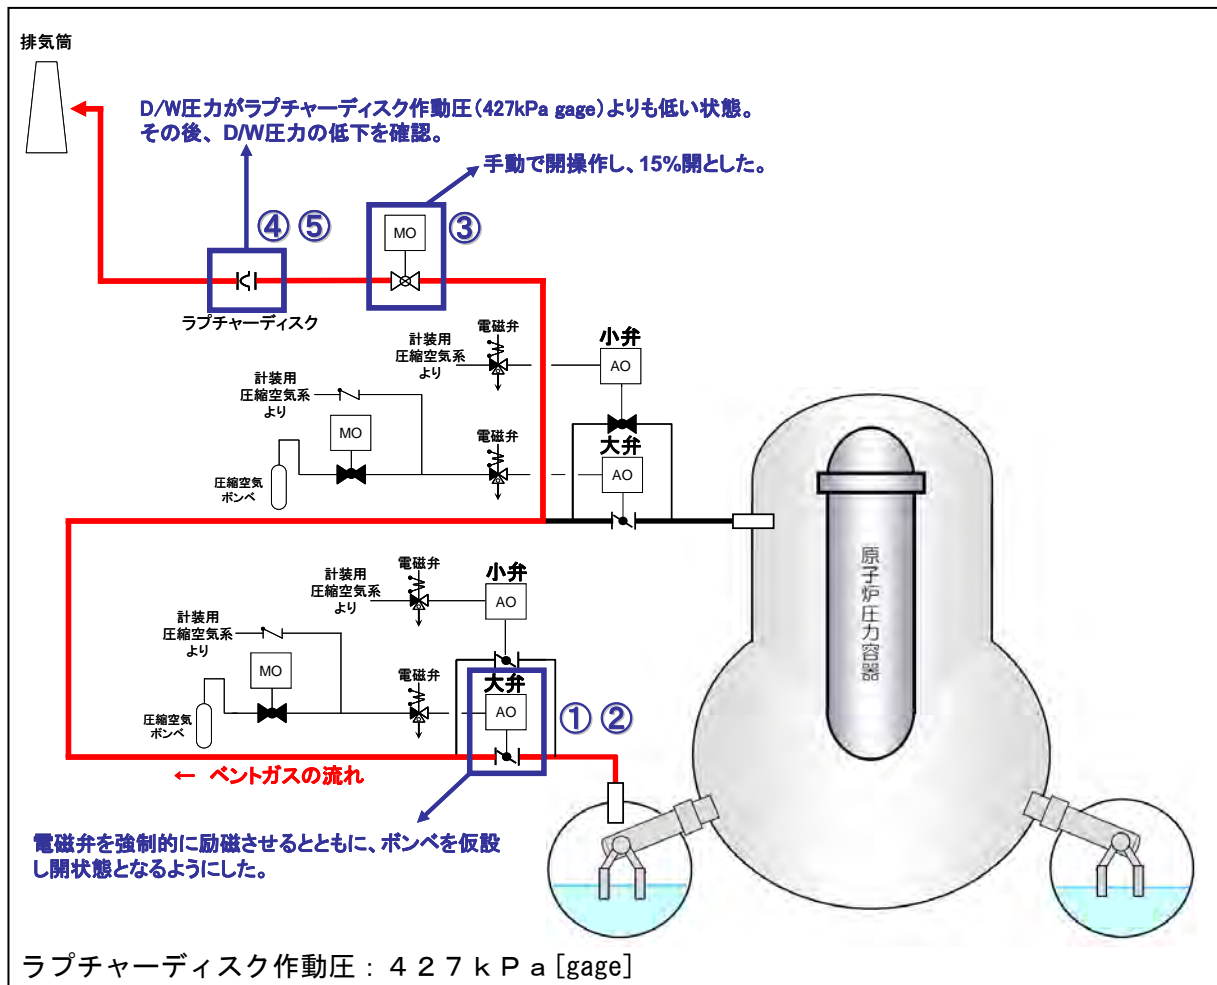 排気筒
D/W圧力がラプチャーディスク作動圧(427kPa gage)よりも低い状態。
その後、D/W圧力の低下を確認。
手動で開操作し、15%開とした。
④ ⑤
MO
③
ラプチャーディスク
計装用
圧縮空気系
より
電磁弁
小弁
AO
計装用
圧縮空気系
より
MO
電磁弁
大弁
AO
圧縮空気
ボンベ
原子炉圧力容器
計装用
圧縮空気系
より
電磁弁
小弁
AO
計装用
圧縮空気系
より
MO
電磁弁
大弁
AO
① ②
圧縮空気
ボンベ
← ベントガスの流れ
電磁弁を強制的に励磁させるとともに、ボンベを仮設
し開状態となるようにした。
ラプチャーディスク作動圧:427kPa[gage]